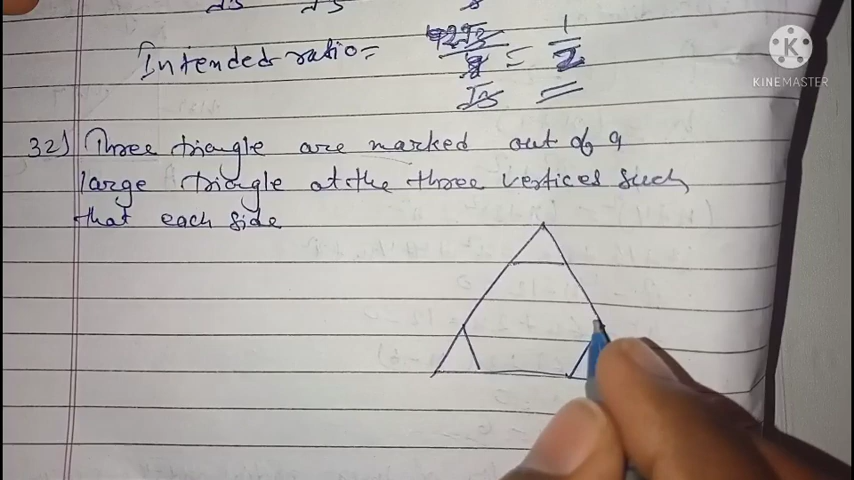 Intended ratio = = 1/2
K
KINEMASTER
32) Three triangle are marked out of a
large triangle at the three vertices such
that each side